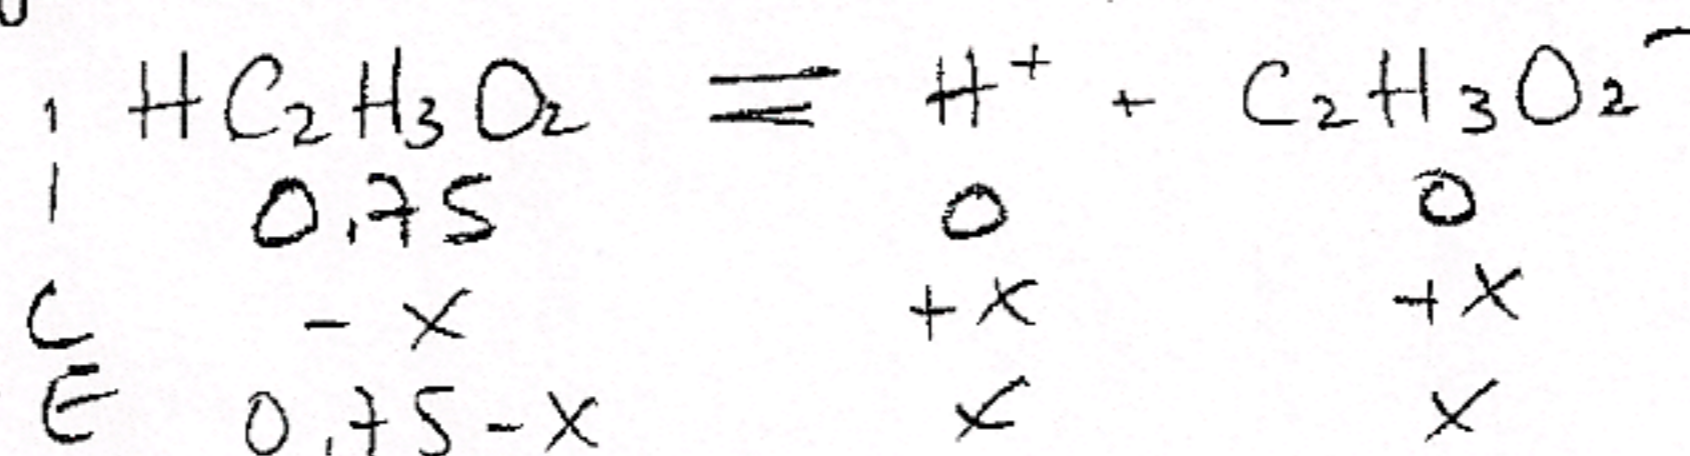 HC₂H₃O₂ ⇌ H⁺ + C₂H₃O₂⁻
I 0.75 0 0
C -x +x +x
E 0.75-x x x